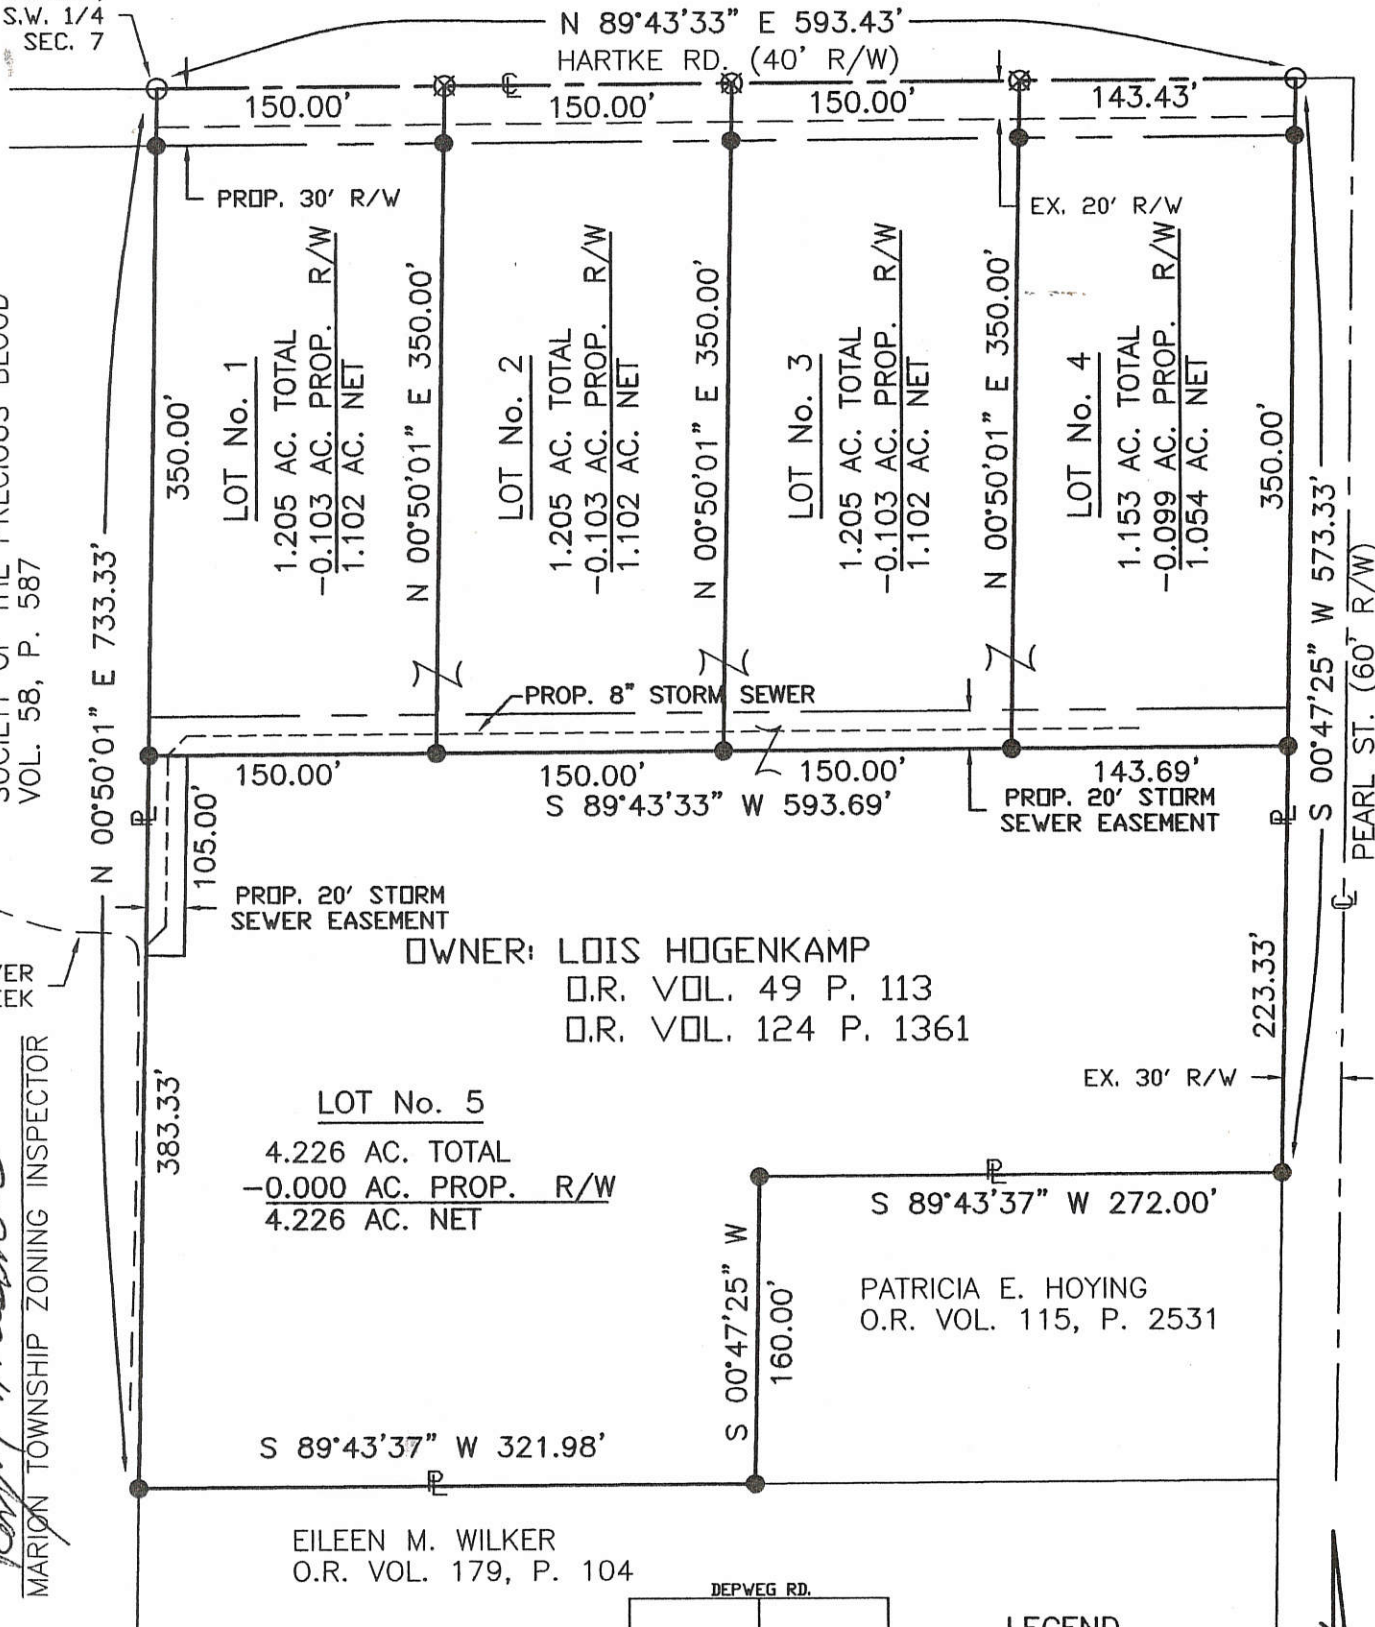 S.W. 1/4
SEC. 7
N 89°43'33" E 593.43'
HARTKE RD. (40' R/W)
150.00'
150.00'
150.00'
143.43'
PROP. 30' R/W
EX. 20' R/W
350.00'
LOT No. 1
1.205 AC. TOTAL
-0.103 AC. PROP. R/W
1.102 AC. NET
N 00°50'01" E 350.00'
LOT No. 2
1.205 AC. TOTAL
-0.103 AC. PROP. R/W
1.102 AC. NET
N 00°50'01" E 350.00'
LOT No. 3
1.205 AC. TOTAL
-0.103 AC. PROP. R/W
1.102 AC. NET
N 00°50'01" E 350.00'
LOT No. 4
1.153 AC. TOTAL
-0.099 AC. PROP. R/W
1.054 AC. NET
350.00'
SOCIETY OF THE PRECIOUS BLOOD
VOL. 58, P. 587
N 00°50'01" E 733.33'
S 00°47'25" W 573.33'
PEARL ST. (60' R/W)
PROP. 8" STORM SEWER
150.00'
150.00'
150.00'
143.69'
S 89°43'33" W 593.69'
PROP. 20' STORM
SEWER EASEMENT
105.00'
PROP. 20' STORM
SEWER EASEMENT
OWNER: LOIS HOGENKAMP
O.R. VOL. 49 P. 113
O.R. VOL. 124 P. 1361
223.33'
EX. 30' R/W
383.33'
LOT No. 5
4.226 AC. TOTAL
-0.000 AC. PROP. R/W
4.226 AC. NET
S 89°43'37" W 272.00'
S 00°47'25" W
160.00'
PATRICIA E. HOYING
O.R. VOL. 115, P. 2531
MARION TOWNSHIP ZONING INSPECTOR
S 89°43'37" W 321.98'
EILEEN M. WILKER
O.R. VOL. 179, P. 104
DEPWEG RD.
LEGEND